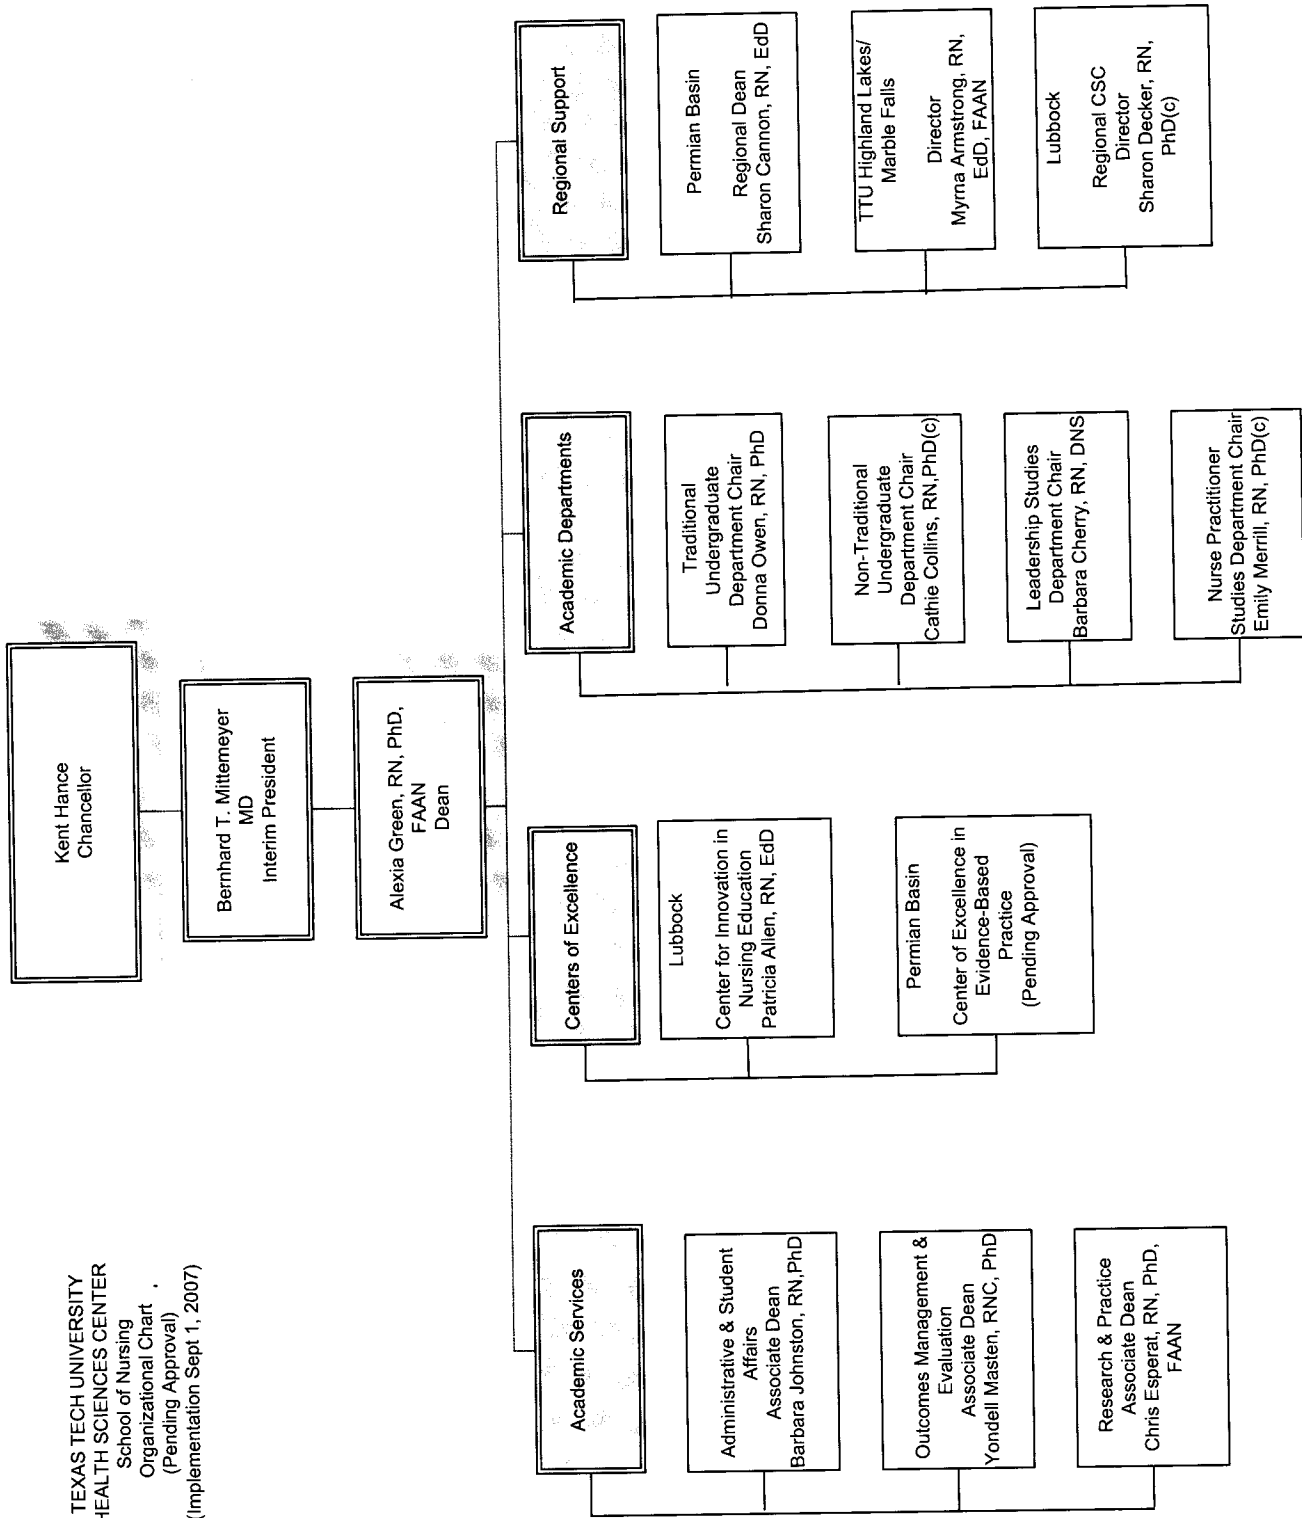 TEXAS TECH UNIVERSITY
HEALTH SCIENCES CENTER
School of Nursing
Organizational Chart
(Pending Approval)
(Implementation Sept 1, 2007)
Kent Hance
Chancellor
Bernhard T. Mittemeyer
MD
Interim President
Alexia Green, RN, PhD,
FAAN
Dean
Academic Services
Administrative & Student
Affairs
Associate Dean
Barbara Johnston, RN,PhD
Outcomes Management &
Evaluation
Associate Dean
Yondell Masten, RNC, PhD
Research & Practice
Associate Dean
Chris Esperat, RN, PhD,
FAAN
Centers of Excellence
Lubbock
Center for Innovation in
Nursing Education
Patricia Allen, RN, EdD
Permian Basin
Center of Excellence in
Evidence-Based
Practice
(Pending Approval)
Academic Departments
Traditional
Undergraduate
Department Chair
Donna Owen, RN, PhD
Non-Traditional
Undergraduate
Department Chair
Cathie Collins, RN,PhD(c)
Leadership Studies
Department Chair
Barbara Cherry, RN, DNS
Nurse Practitioner
Studies Department Chair
Emily Merrill, RN, PhD(c)
Regional Support
Permian Basin
Regional Dean
Sharon Cannon, RN, EdD
TTU Highland Lakes/
Marble Falls
Director
Myrna Armstrong, RN,
EdD, FAAN
Lubbock
Regional CSC
Director
Sharon Decker, RN,
PhD(c)